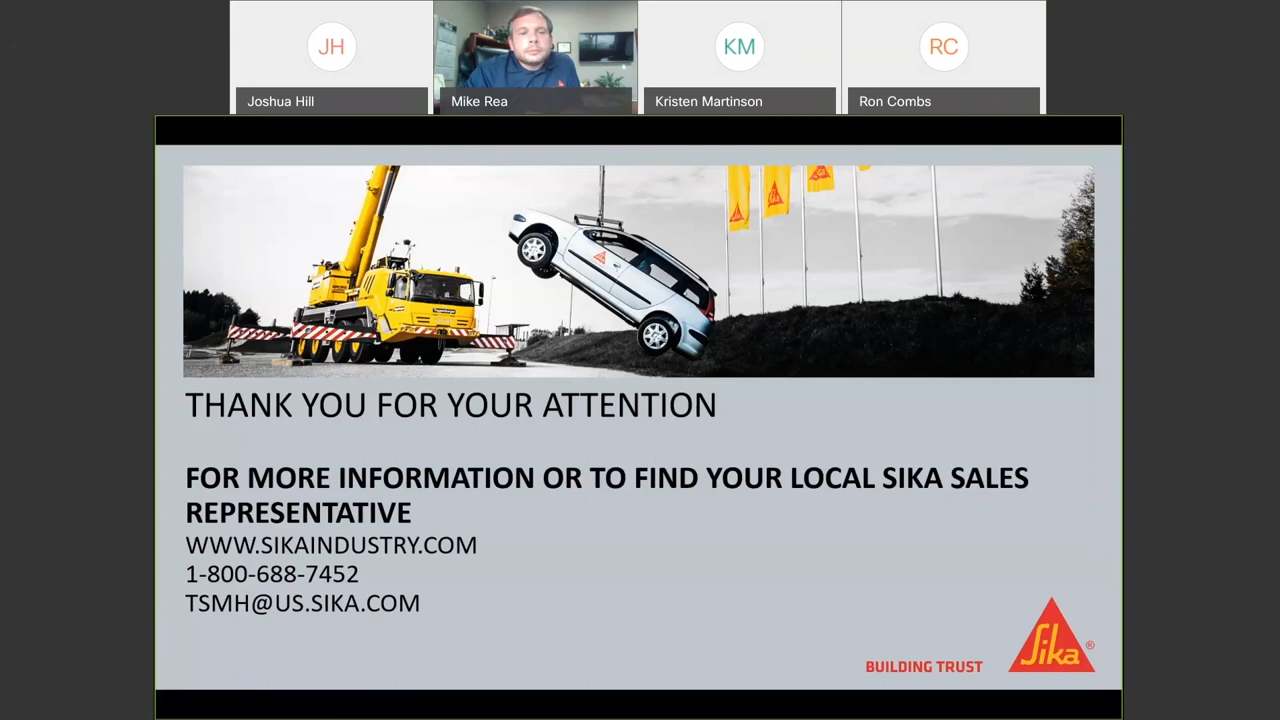 JH
KM
RC
Joshua Hill
Mike Rea
Kristen Martinson
Ron Combs
THANK YOU FOR YOUR ATTENTION
FOR MORE INFORMATION OR TO FIND YOUR LOCAL SIKA SALES
REPRESENTATIVE
WWW.SIKAINDUSTRY.COM
1-800-688-7452
TSMH@US.SIKA.COM
BUILDING TRUST
Sika®